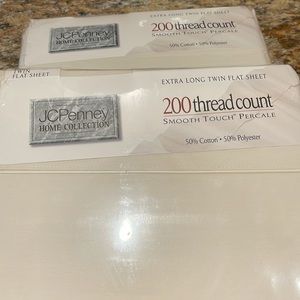 EXTRA LONG TWIN FLAT SHEET
JCPenney
HOME COLLECTION
200 thread count
SMOOTH TOUCH® PERCALE
50% Cotton • 50% Polyester
TWIN
FLAT SHEET
EXTRA LONG TWIN FLAT SHEET
JCPenney
HOME COLLECTION
200 thread count
SMOOTH TOUCH® PERCALE
50% Cotton • 50% Polyester